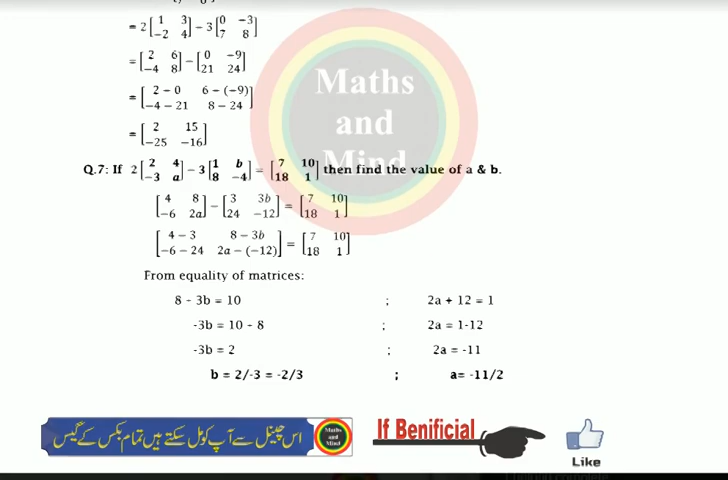 = 2 [1 3 -2 4] - 3 [0 -3 7 8]
= [2 6 -4 8] - [0 -9 21 24]
= [2 - 0 6 - (-9) -4 - 21 8 - 24]
= [2 15 -25 -16]
Q.7: If 2 [2 4 -3 a] - 3 [1 b 8 -4] = [7 10 18 1] then find the value of a & b.
[4 8 -6 2a] - [3 3b 24 -12] = [7 10 18 1]
[4 - 3 8 - 3b -6 - 24 2a - (-12)] = [7 10 18 1]
From equality of matrices:
8 - 3b = 10 ; 2a + 12 = 1
-3b = 10 - 8 ; 2a = 1-12
-3b = 2 ; 2a = -11
b = 2/-3 = -2/3 ; a= -11/2
Maths
and
Mind
اس چینل سے آپ کو مل سکتے ہیں تمام بکس کے گیس
Maths
and
Mind
If Benificial
Like